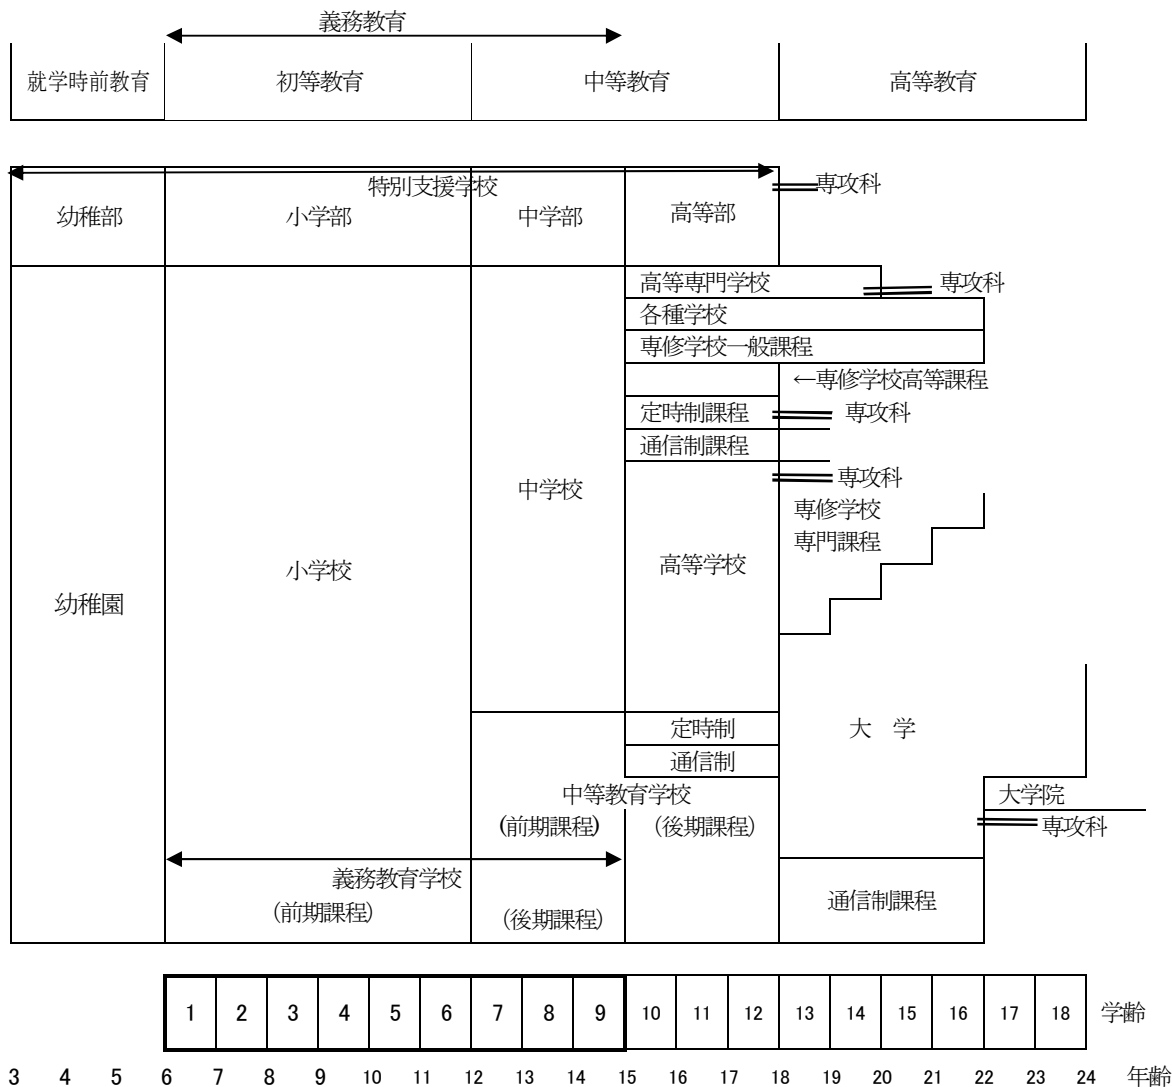 義務教育
就学時前教育 初等教育 中等教育 高等教育
特別支援学校
専攻科
幼稚部 小学部 中学部 高等部
高等専門学校 専攻科
各種学校
専修学校一般課程
←専修学校高等課程
定時制課程 専攻科
通信制課程
専攻科
中学校
専修学校
専門課程
高等学校
小学校
幼稚園
定時制
大 学
通信制
中等教育学校
大学院
(前期課程) (後期課程)
専攻科
義務教育学校
通信制課程
(前期課程)
(後期課程)
1 2 3 4 5 6 7 8 9 10 11 12 13 14 15 16 17 18 学齢
3 4 5 6 7 8 9 10 11 12 13 14 15 16 17 18 19 20 21 22 23 24 年齢